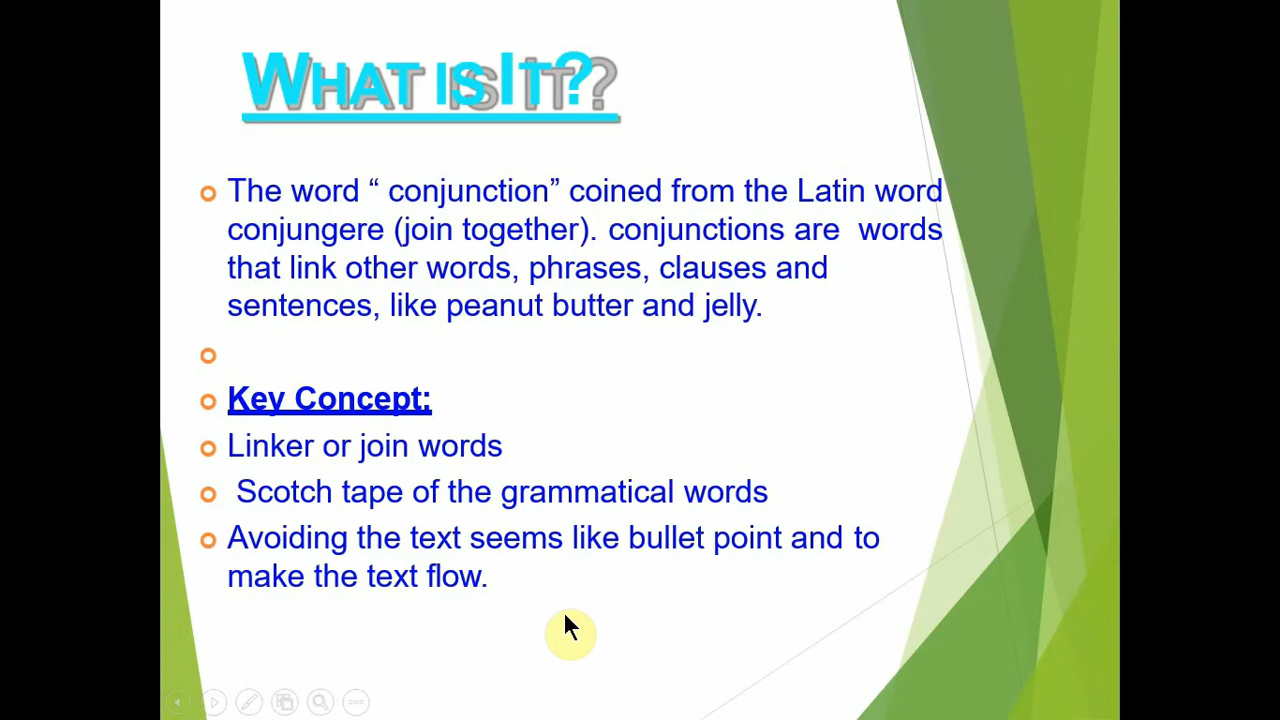 WHAT IS IT?
The word “ conjunction” coined from the Latin word
conjungere (join together). conjunctions are words
that link other words, phrases, clauses and
sentences, like peanut butter and jelly.
Key Concept:
Linker or join words
Scotch tape of the grammatical words
Avoiding the text seems like bullet point and to
make the text flow.